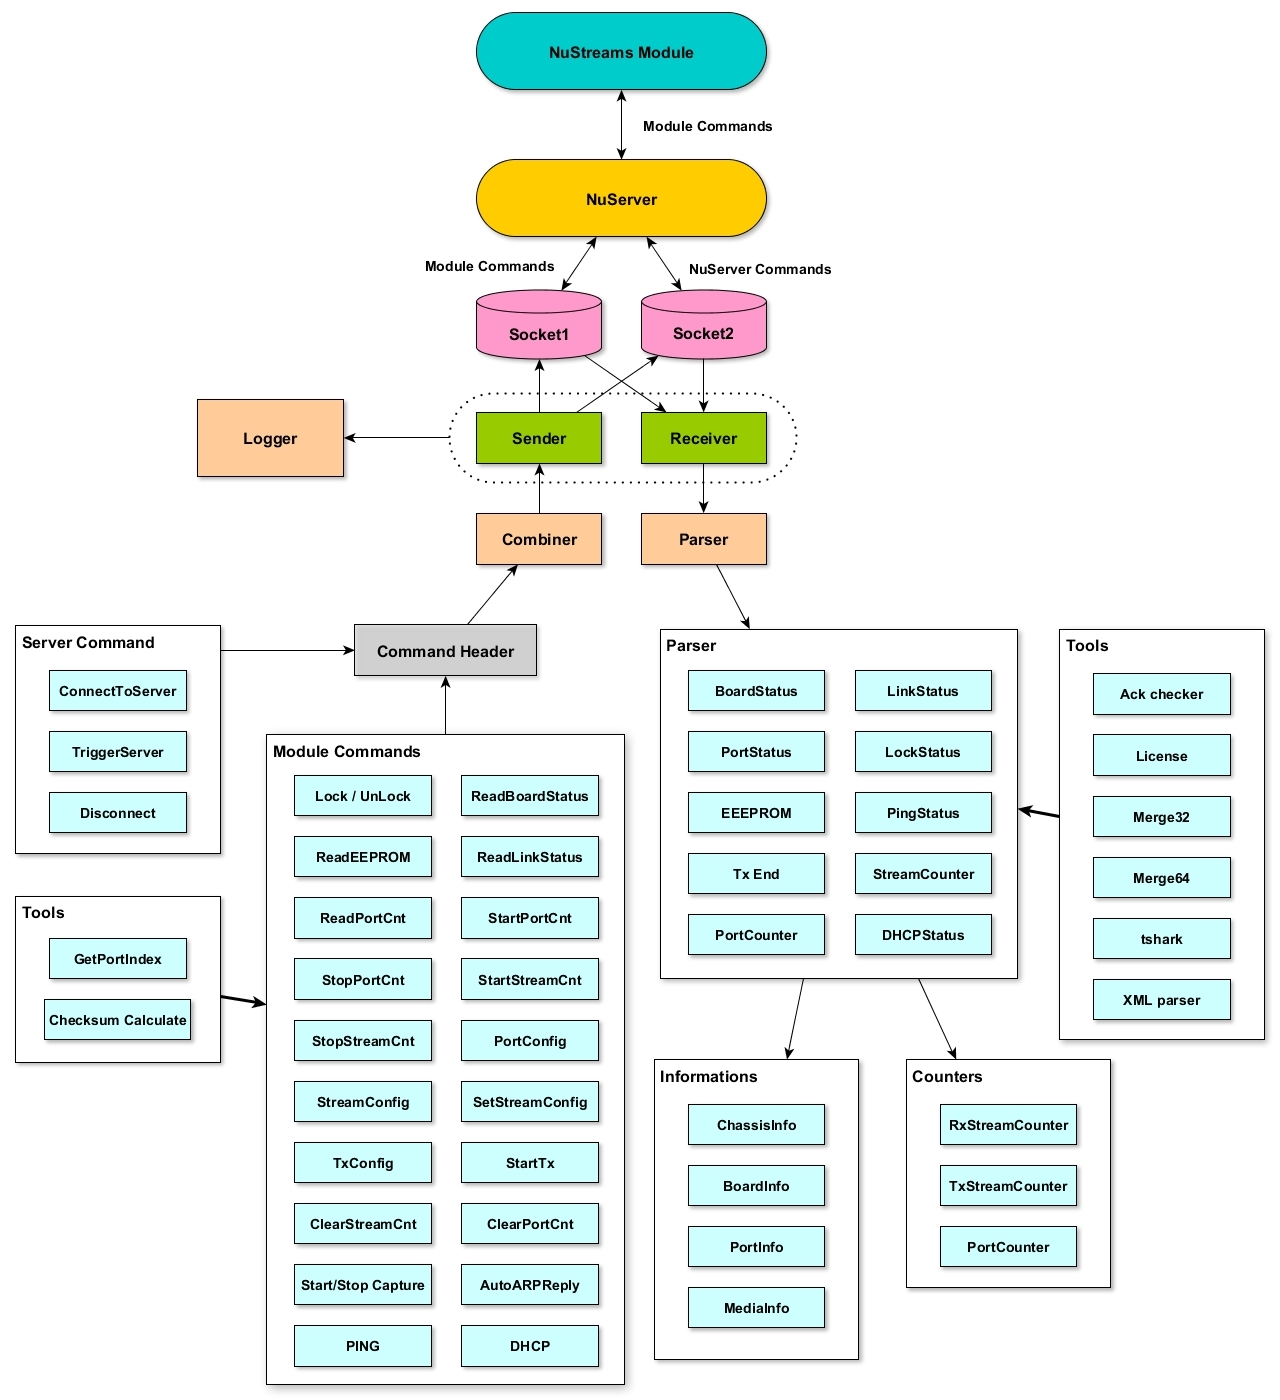 NuStreams Module
Module Commands
NuServer
Module Commands
NuServer Commands
Socket1
Socket2
Logger
Sender
Receiver
Combiner
Parser
Command Header
Server Command
ConnectToServer
TriggerServer
Disconnect
Tools
GetPortIndex
Checksum Calculate
Module Commands
Lock / UnLock
ReadBoardStatus
ReadEEPROM
ReadLinkStatus
ReadPortCnt
StartPortCnt
StopPortCnt
StartStreamCnt
StopStreamCnt
PortConfig
StreamConfig
SetStreamConfig
TxConfig
StartTx
ClearStreamCnt
ClearPortCnt
Start/Stop Capture
AutoARPReply
PING
DHCP
Parser
BoardStatus
LinkStatus
PortStatus
LockStatus
EEEPROM
PingStatus
Tx End
StreamCounter
PortCounter
DHCPStatus
Tools
Ack checker
License
Merge32
Merge64
tshark
XML parser
Informations
ChassisInfo
BoardInfo
PortInfo
MediaInfo
Counters
RxStreamCounter
TxStreamCounter
PortCounter